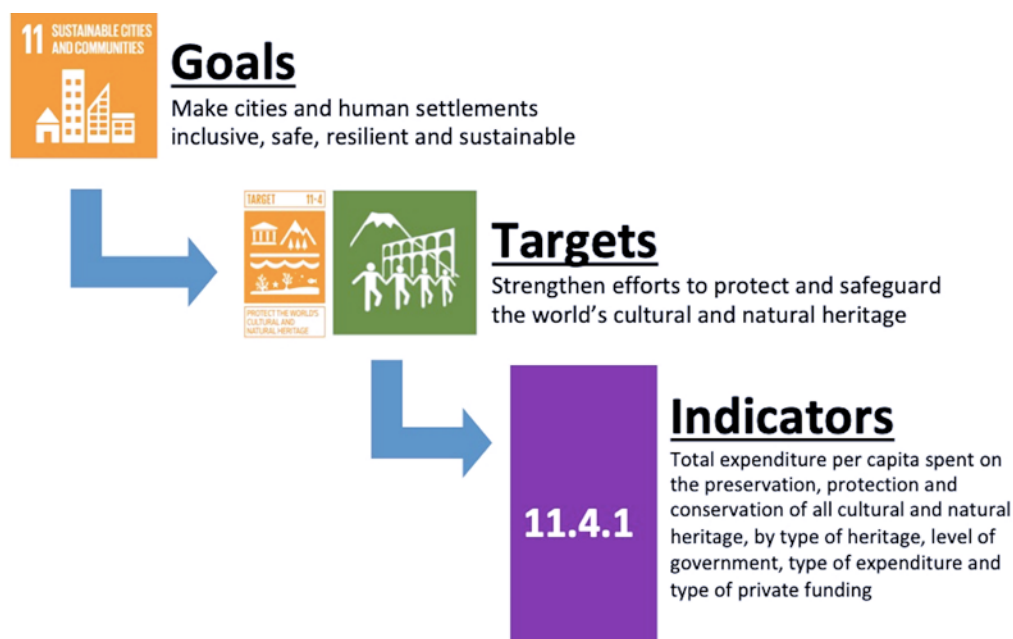 11 SUSTAINABLE CITIES
AND COMMUNITIES
Goals
Make cities and human settlements
inclusive, safe, resilient and sustainable
TARGET 11·4
PROTECT THE WORLD'S
CULTURAL AND
NATURAL HERITAGE
Targets
Strengthen efforts to protect and safeguard
the world's cultural and natural heritage
11.4.1
Indicators
Total expenditure per capita spent on
the preservation, protection and
conservation of all cultural and natural
heritage, by type of heritage, level of
government, type of expenditure and
type of private funding